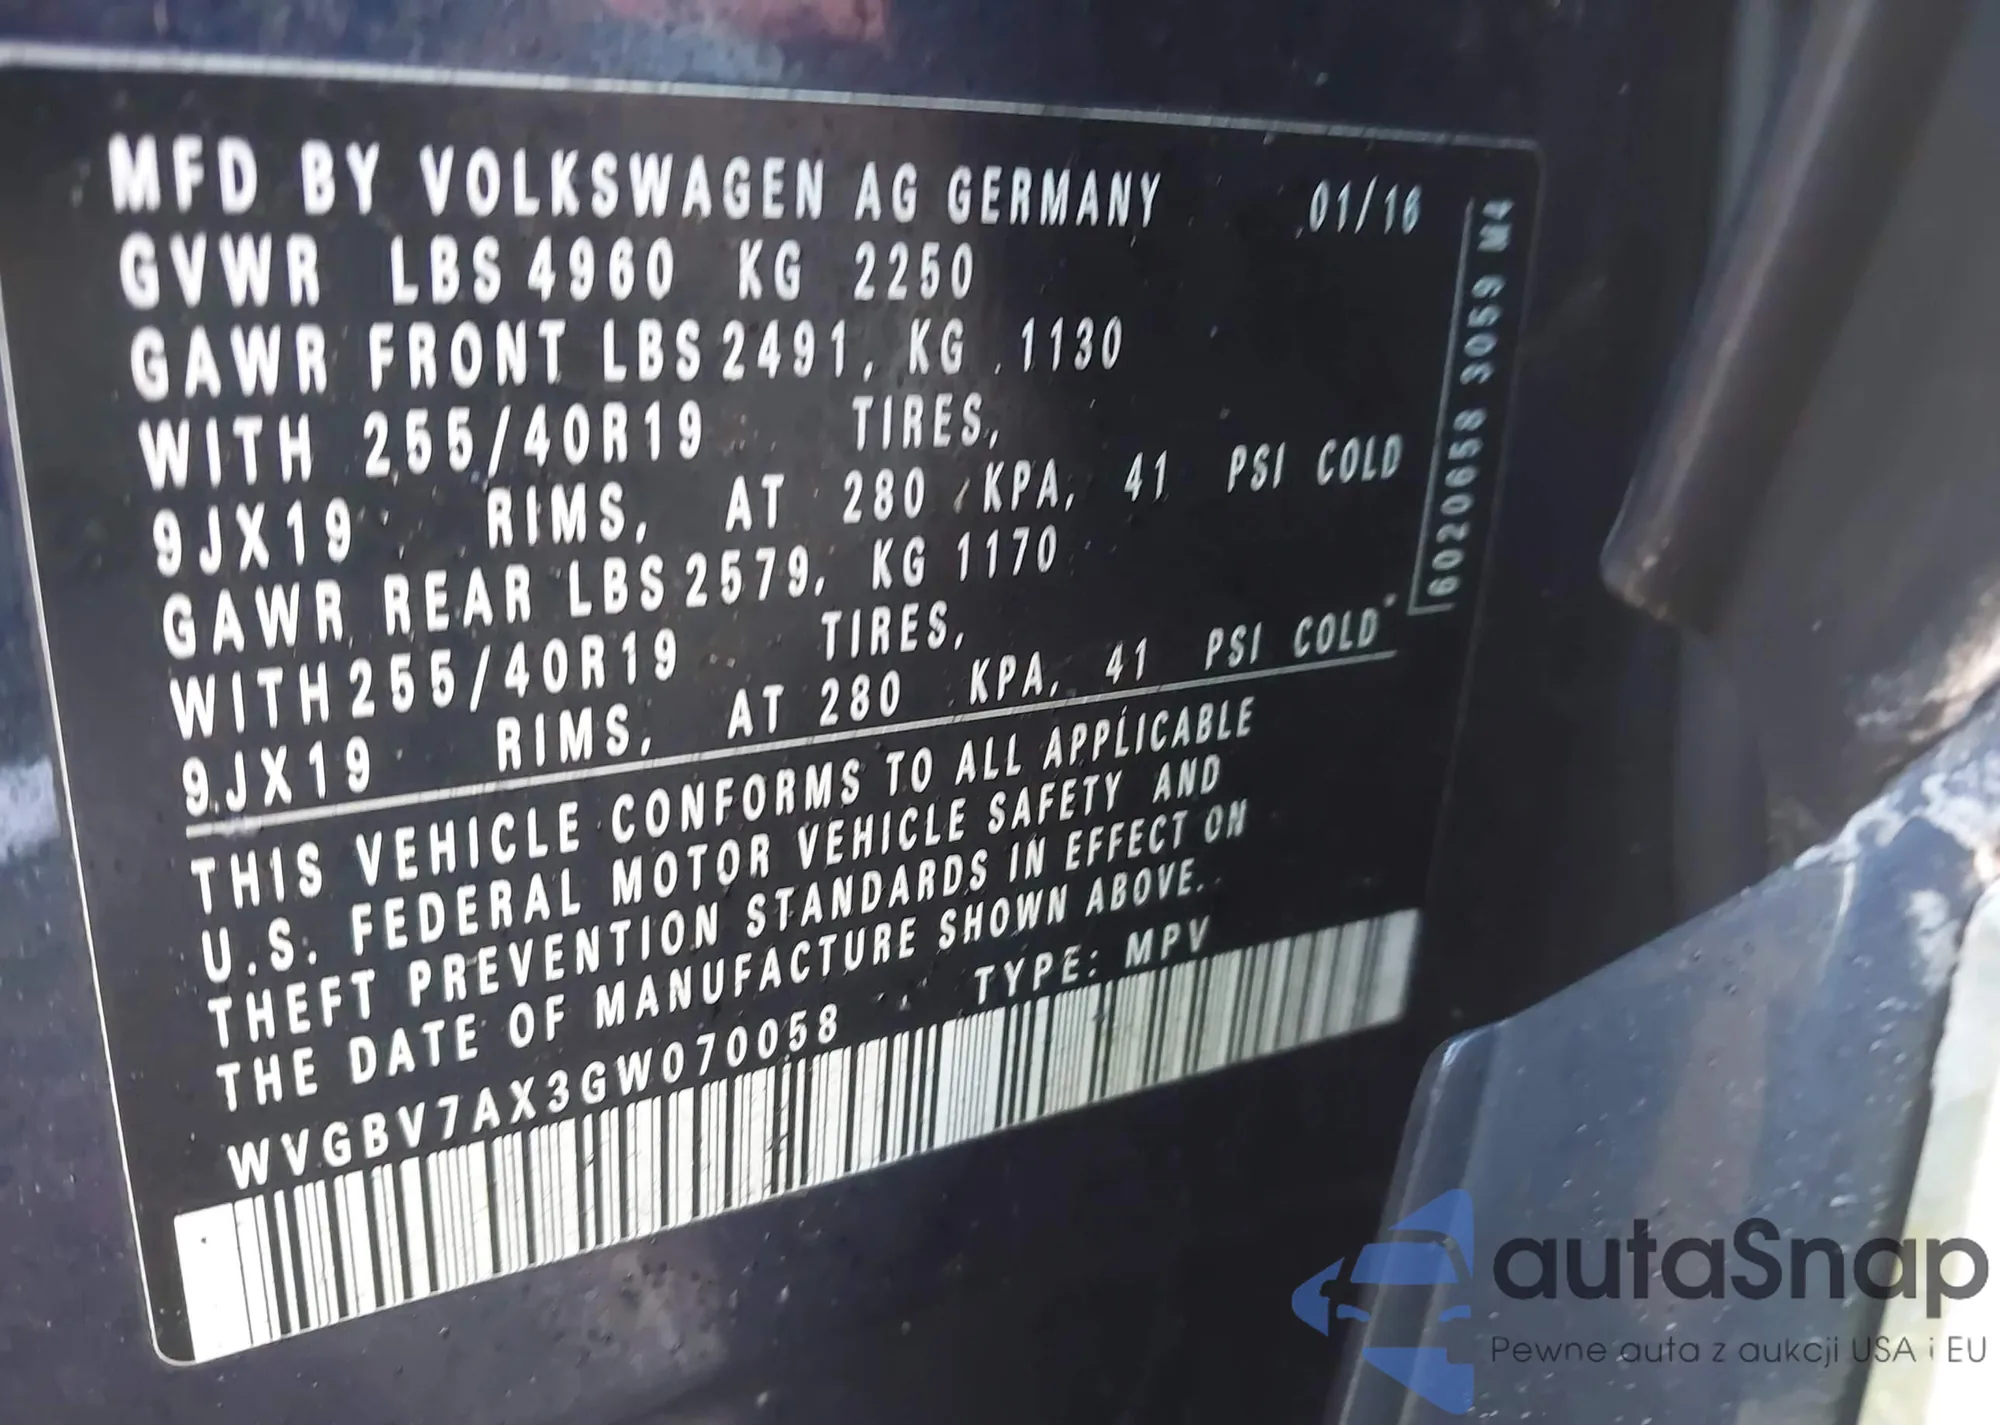 MFD BY VOLKSWAGEN AG GERMANY 01/16
GVWR LBS 4960 KG 2250
GAWR FRONT LBS 2491, KG 1130
WITH 255/40R19 TIRES,
9JX19 RIMS, AT 280 KPA, 41 PSI COLD
GAWR REAR LBS 2579, KG 1170
WITH 255/40R19 TIRES,
9JX19 RIMS, AT 280 KPA, 41 PSI COLD
THIS VEHICLE CONFORMS TO ALL APPLICABLE
U.S. FEDERAL MOTOR VEHICLE SAFETY AND
THEFT PREVENTION STANDARDS IN EFFECT ON
THE DATE OF MANUFACTURE SHOWN ABOVE.
WVGBV7AX3GW070058 TYPE: MPV
6020658 3059 M4
autaSnap
Pewne auta z aukcji USA i EU